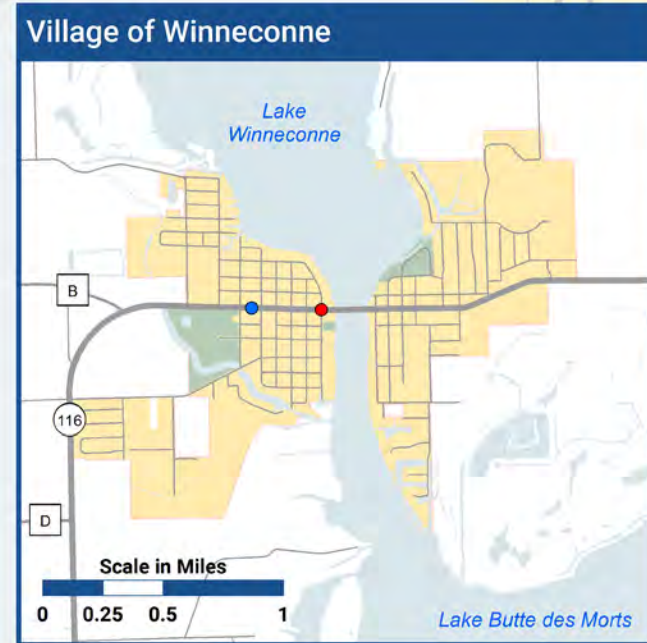 Village of Winneconne
Lake
Winneconne
B
116
D
Scale in Miles
0 0.25 0.5 1
Lake Butte des Morts